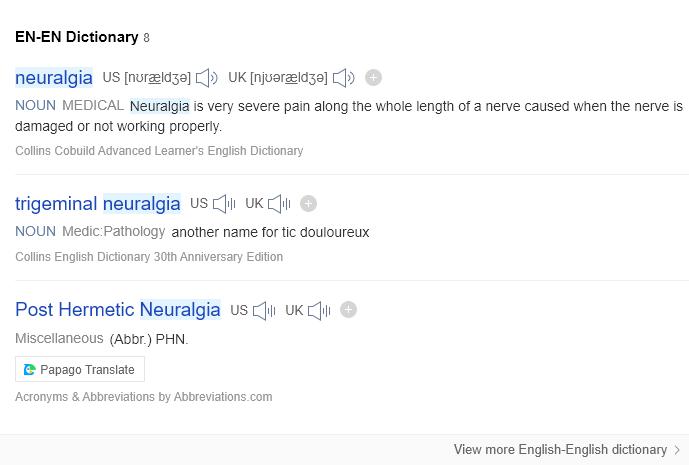 EN-EN Dictionary 8
neuralgia US [nʊræld͡ʒə] UK [njʊəræld͡ʒə]
NOUN MEDICAL Neuralgia is very severe pain along the whole length of a nerve caused when the nerve is
damaged or not working properly.
Collins Cobuild Advanced Learner's English Dictionary
trigeminal neuralgia US UK
NOUN Medic:Pathology another name for tic douloureux
Collins English Dictionary 30th Anniversary Edition
Post Hermetic Neuralgia US UK
Miscellaneous (Abbr.) PHN.
Papago Translate
Acronyms & Abbreviations by Abbreviations.com
View more English-English dictionary